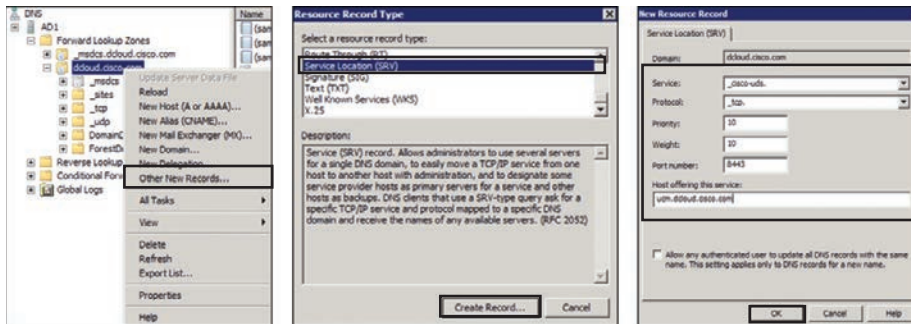 DNS
AD1
Forward Lookup Zones
_msdcs.dcloud.cisco.com
dcloud.cisco.com
_msdcs
_sites
_tcp
_udp
DomainD
ForestDn
Reverse Lookup
Conditional Forw
Global Logs
Name
(sam
(sam
(sam
Update Server Data File
Reload
New Host (A or AAAA)...
New Alias (CNAME)...
New Mail Exchanger (MX)...
New Domain...
New Delegation...
Other New Records...
All Tasks
View
Delete
Refresh
Export List...
Properties
Help
Resource Record Type
Select a resource record type:
Route Through (RT)
Service Location (SRV)
Signature (SIG)
Text (TXT)
Well Known Services (WKS)
X.25
Description:
Service (SRV) record. Allows administrators to use several servers
for a single DNS domain, to easily move a TCP/IP service from one
host to another host with administration, and to designate some
service provider hosts as primary servers for a service and other
hosts as backups. DNS clients that use a SRV-type query ask for a
specific TCP/IP service and protocol mapped to a specific DNS
domain and receive the names of any available servers. (RFC 2052)
Create Record...
Cancel
New Resource Record
Service Location (SRV)
Domain: dcloud.cisco.com
Service: _cisco-uds.
Protocol: _tcp.
Priority: 10
Weight: 10
Port number: 8443
Host offering this service:
ucm.dcloud.cisco.com
Allow any authenticated user to update all DNS records with the same
name. This setting applies only to DNS records for a new name.
OK
Cancel
Help